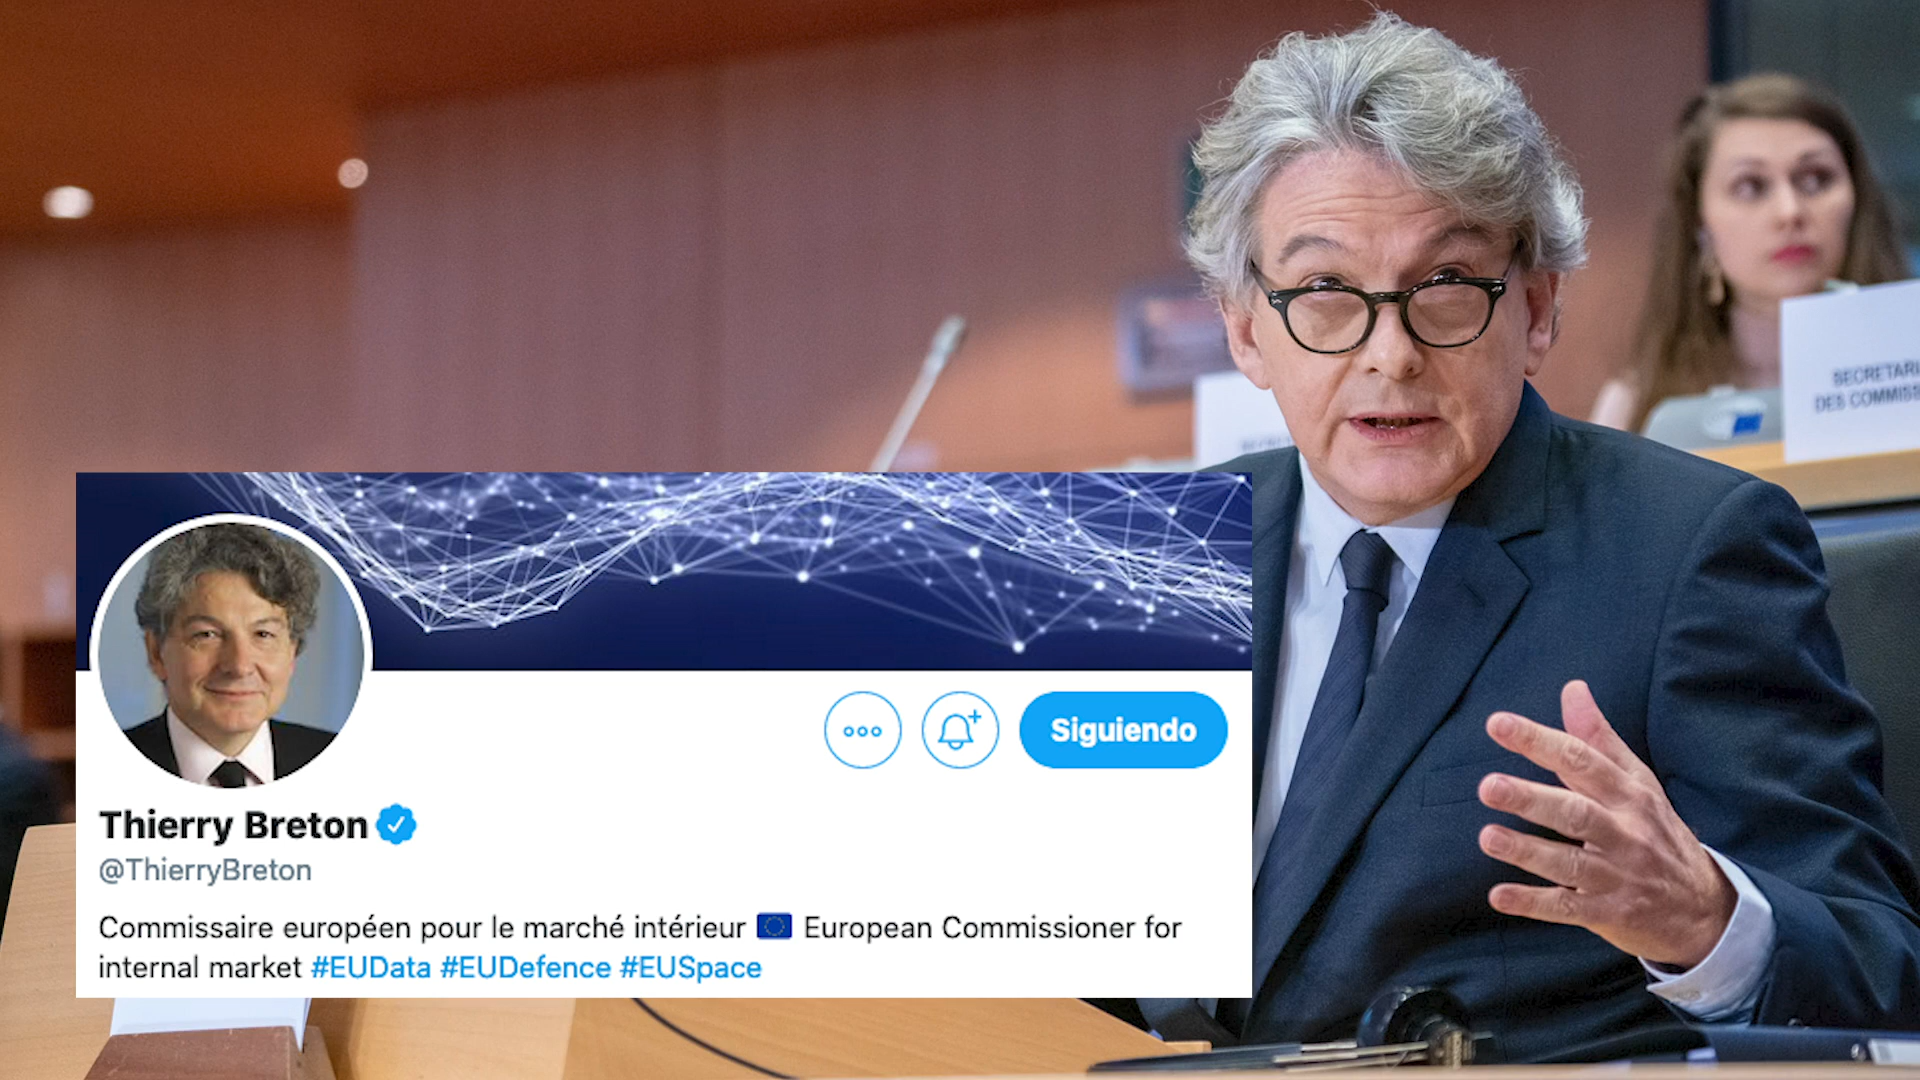 SECRETARI
DES COMMISS
Siguiendo
Thierry Breton
@ThierryBreton
Commissaire européen pour le marché intérieur 🇪🇺 European Commissioner for
internal market #EUData #EUDefence #EUSpace